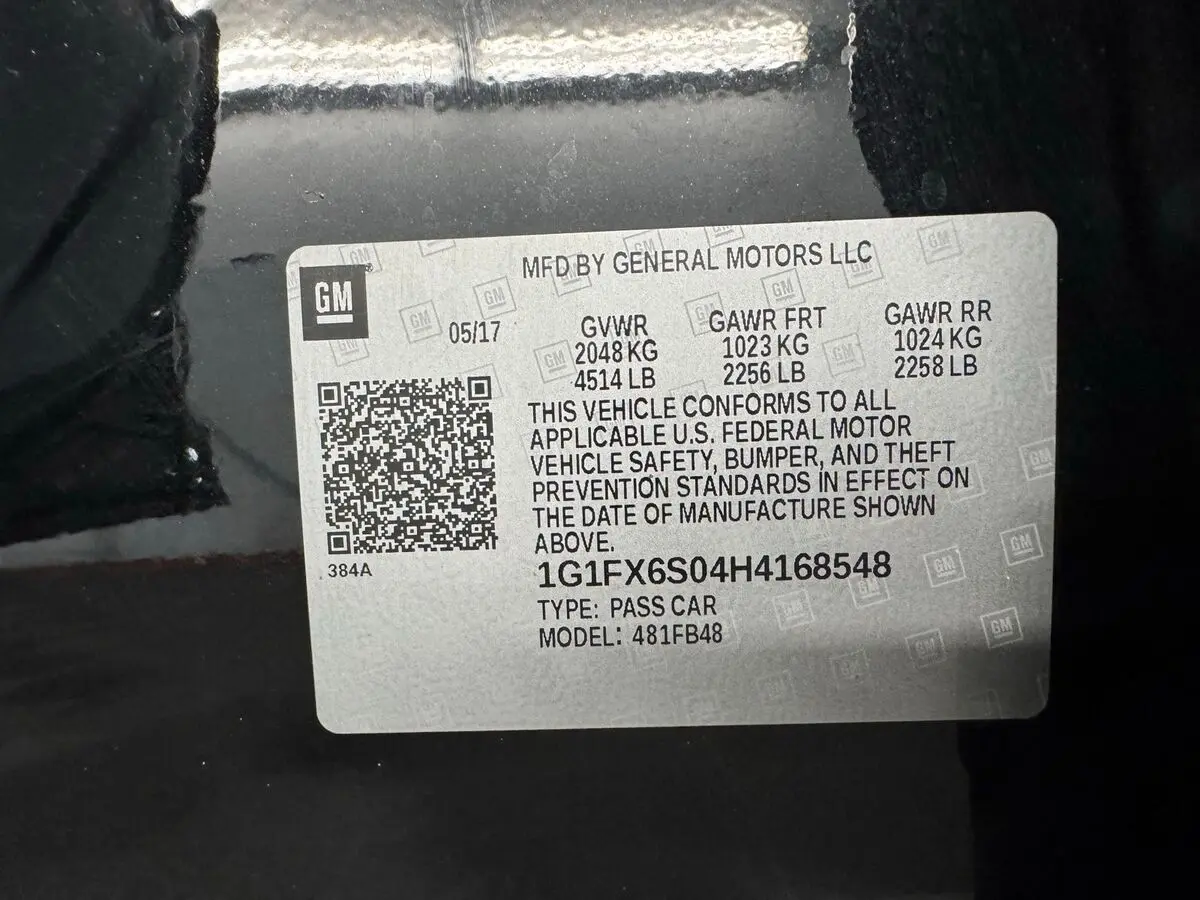 MFD BY GENERAL MOTORS LLC
GM
05/17
GVWR GAWR FRT GAWR RR
2048 KG 1023 KG 1024 KG
4514 LB 2256 LB 2258 LB
THIS VEHICLE CONFORMS TO ALL
APPLICABLE U.S. FEDERAL MOTOR
VEHICLE SAFETY, BUMPER, AND THEFT
PREVENTION STANDARDS IN EFFECT ON
THE DATE OF MANUFACTURE SHOWN
ABOVE.
384A
1G1FX6S04H4168548
TYPE: PASS CAR
MODEL: 481FB48